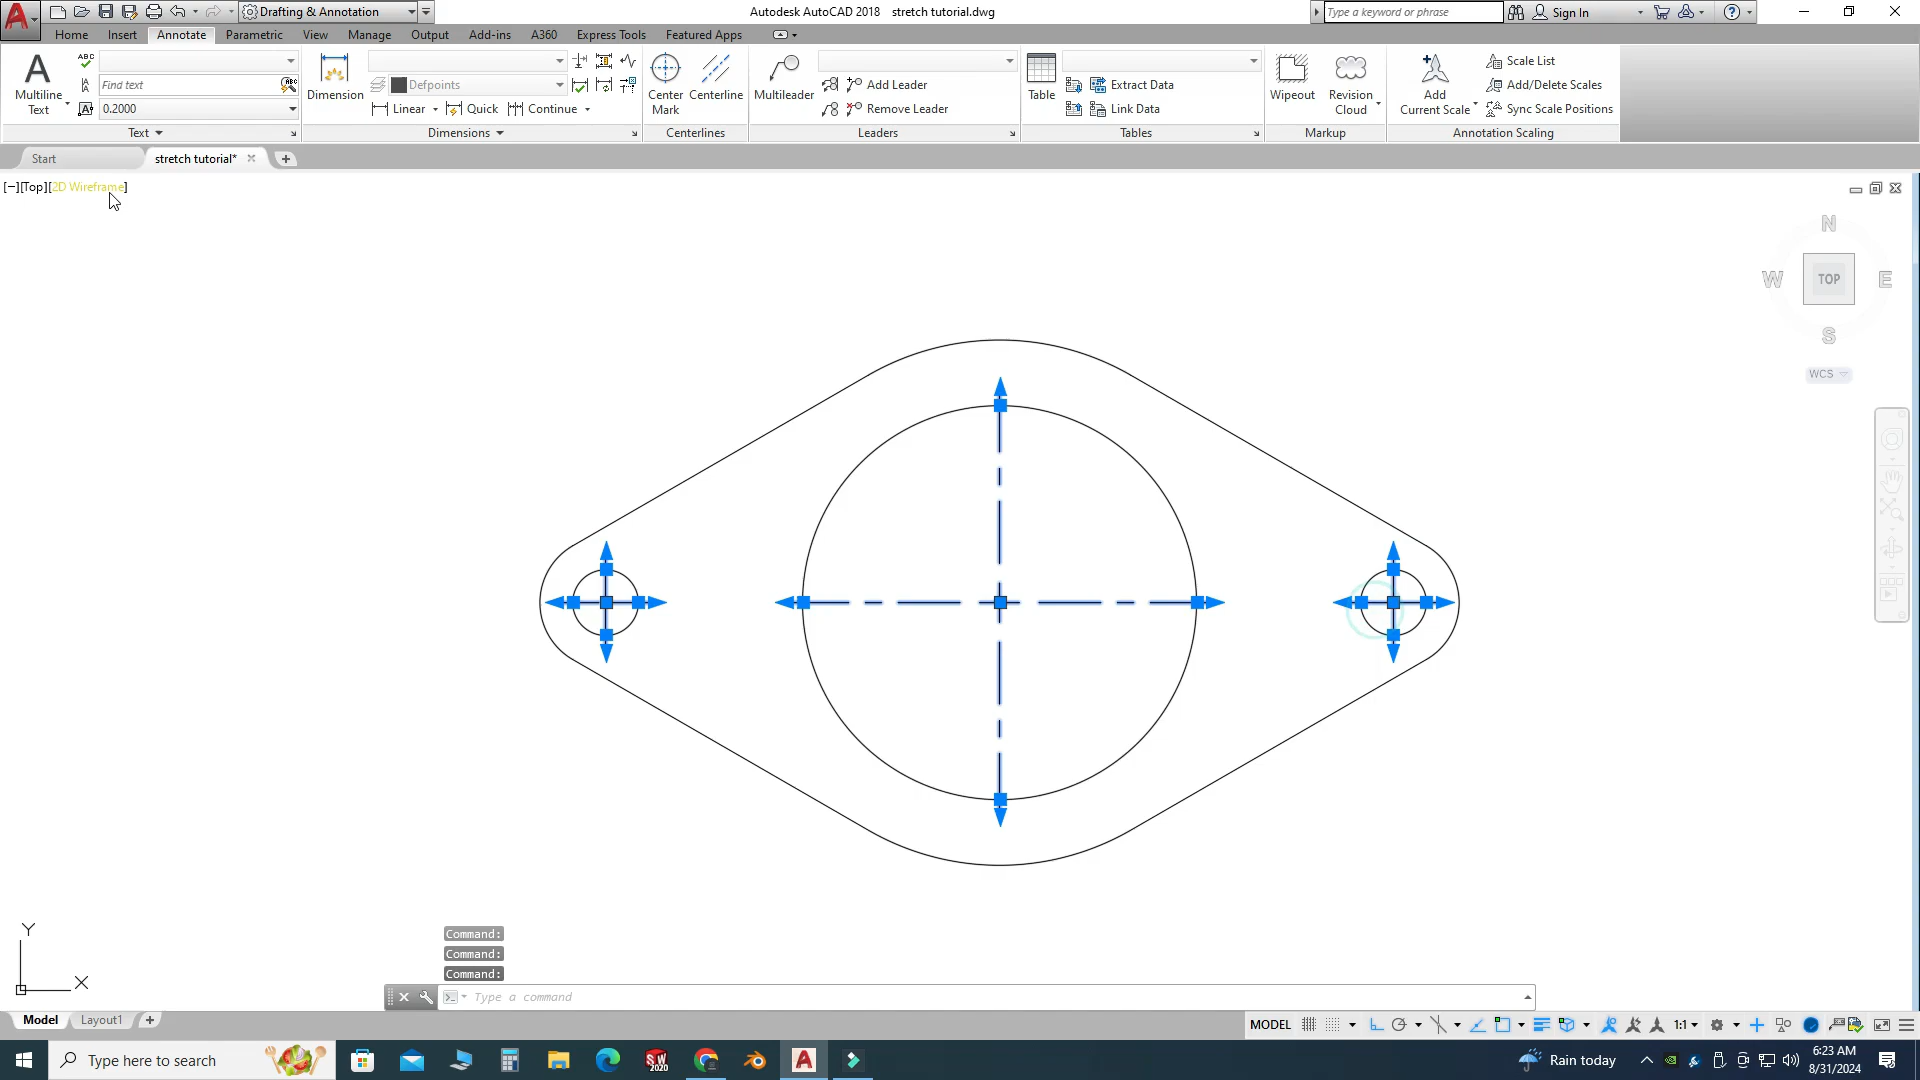 Drafting & Annotation
Autodesk AutoCAD 2018 stretch tutorial.dwg
Type a keyword or phrase
Sign In
Home Insert Annotate Parametric View Manage Output Add-ins A360 Express Tools Featured Apps
A
Multiline
Text
ABC
Find text
0.2000
Text
Dimension
Defpoints
Linear
Quick
Continue
Dimensions
Center
Mark
Centerline
Centerlines
Multileader
Add Leader
Remove Leader
Leaders
Table
Extract Data
Link Data
Tables
Wipeout
Revision
Cloud
Markup
Add
Current Scale
Scale List
Add/Delete Scales
Sync Scale Positions
Annotation Scaling
Start
stretch tutorial*
[−][Top][2D Wireframe]
N
W
TOP
E
S
WCS
Y
X
Command:
Command:
Command:
Type a command
Model
Layout1
MODEL
1:1
Type here to search
SW
2020
Rain today
6:23 AM
8/31/2024